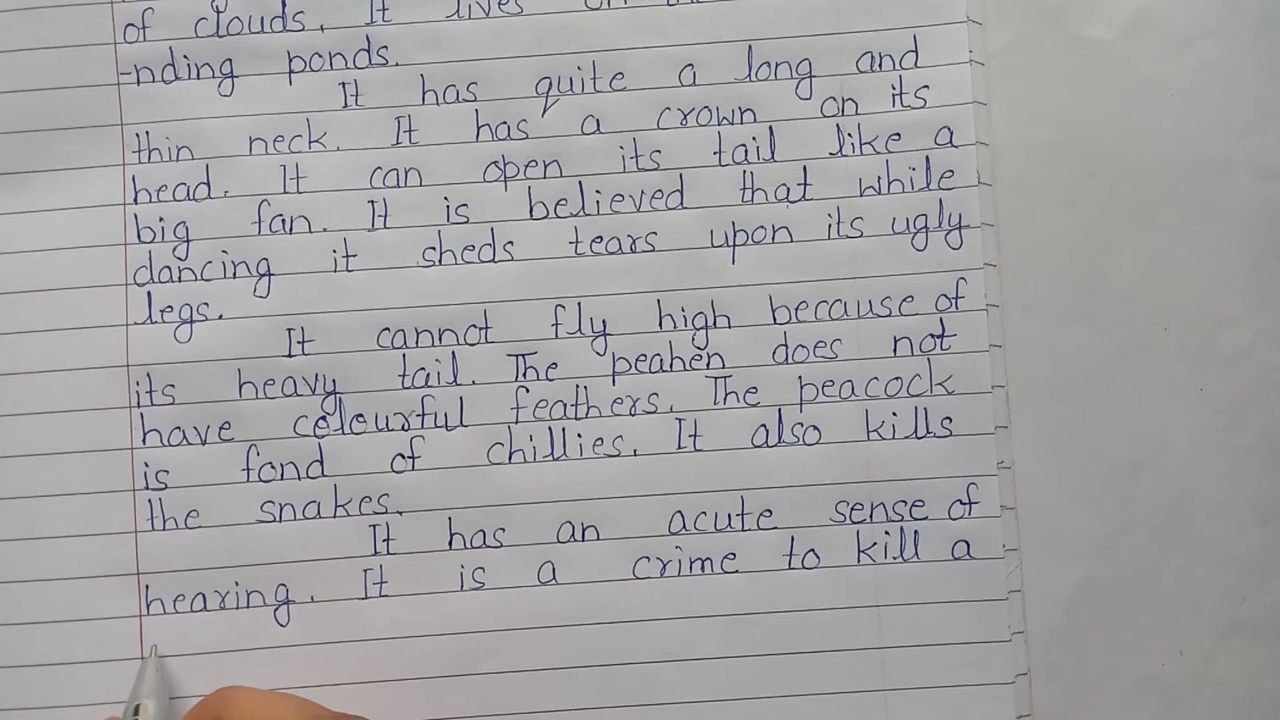 of clouds. It lives on
-nding ponds.
It has quite a long and
thin neck. It has a crown on its
head. It can open its tail like a
big fan. It is believed that while
dancing it sheds tears upon its ugly
legs.
It cannot fly high because of
its heavy tail. The peahen does not
have colourful feathers. The peacock
is fond of chillies. It also kills
the snakes.
It has an acute sense of
hearing. It is a crime to kill a